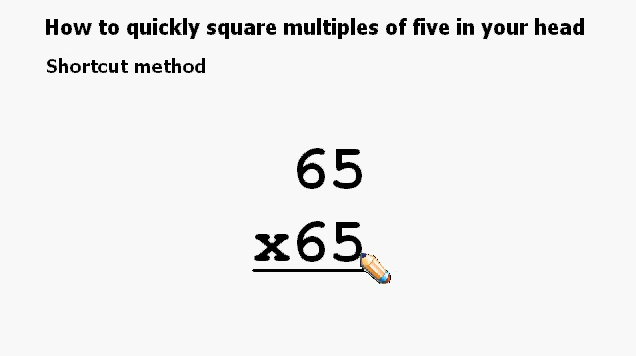 How to quickly square multiples of five in your head
Shortcut method
65
x65